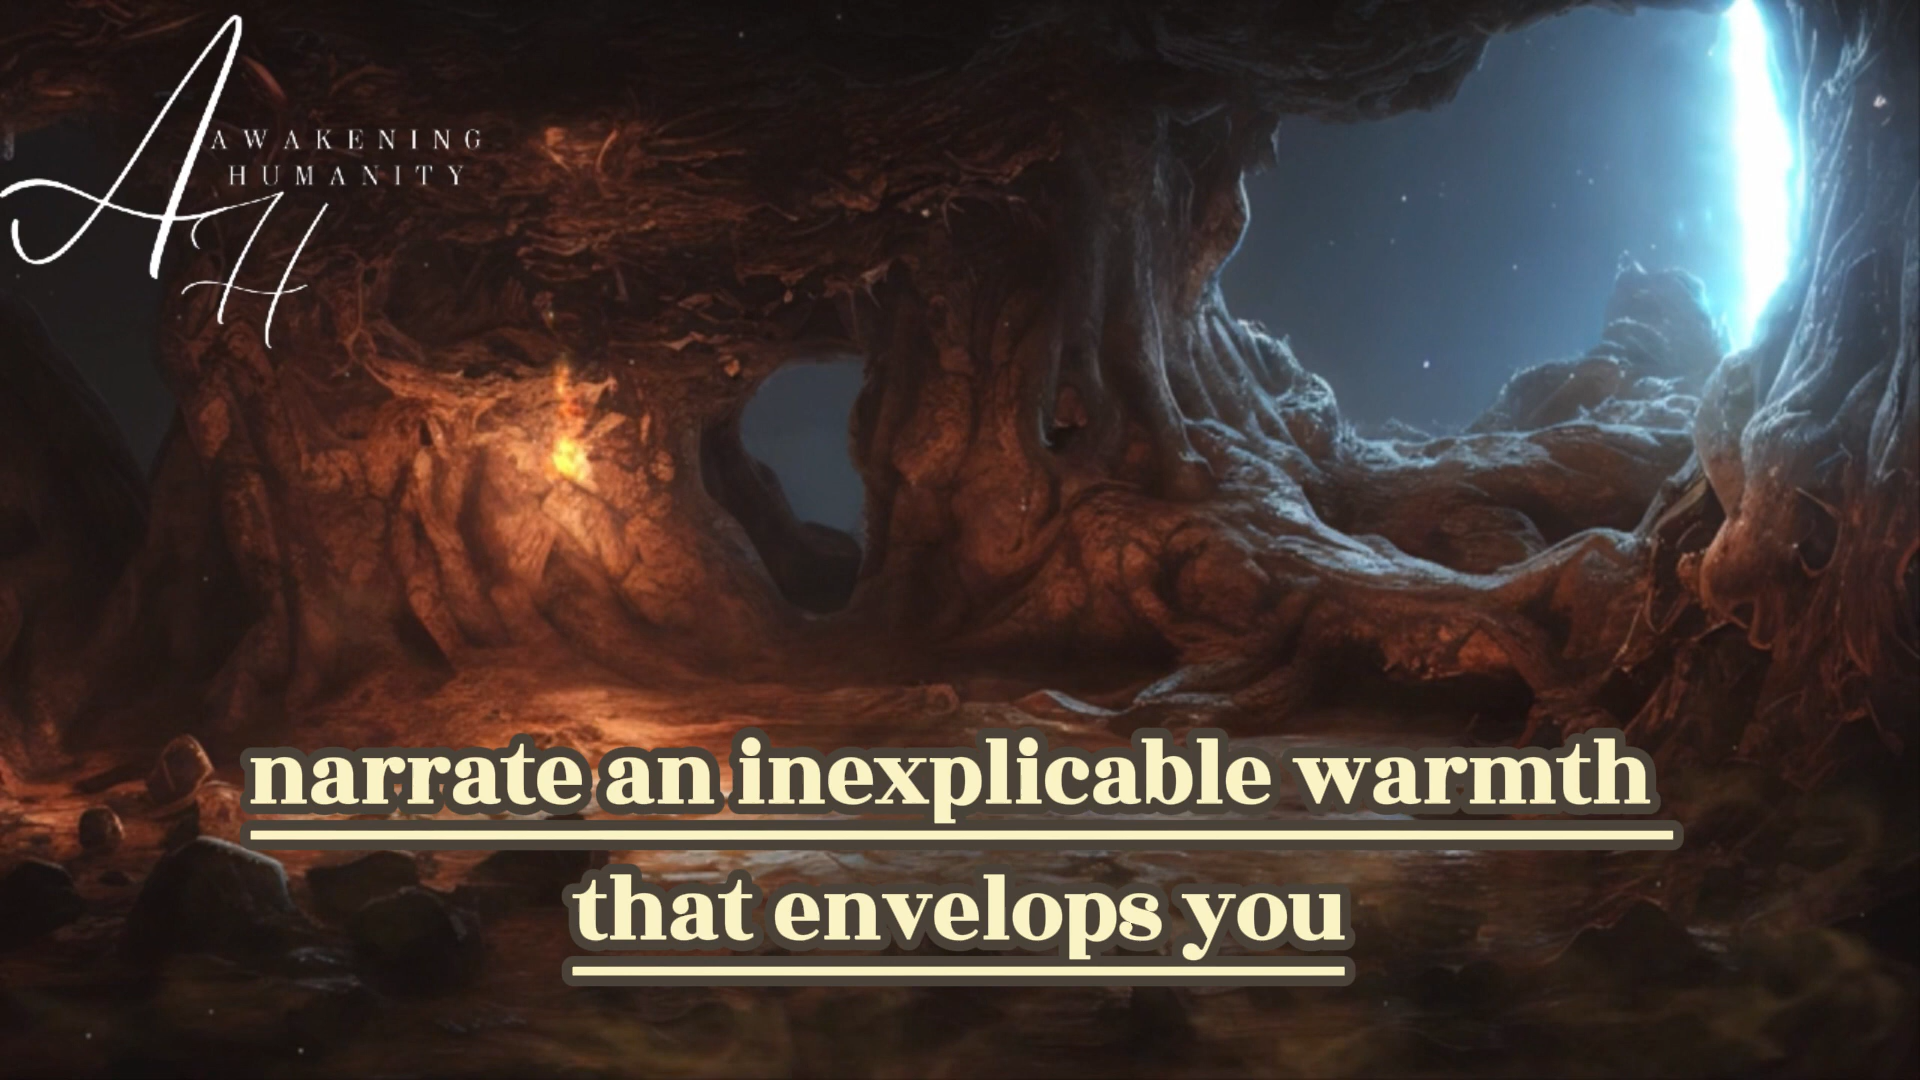 AWAKENING
HUMANITY
AH
narrate an inexplicable warmth
that envelops you